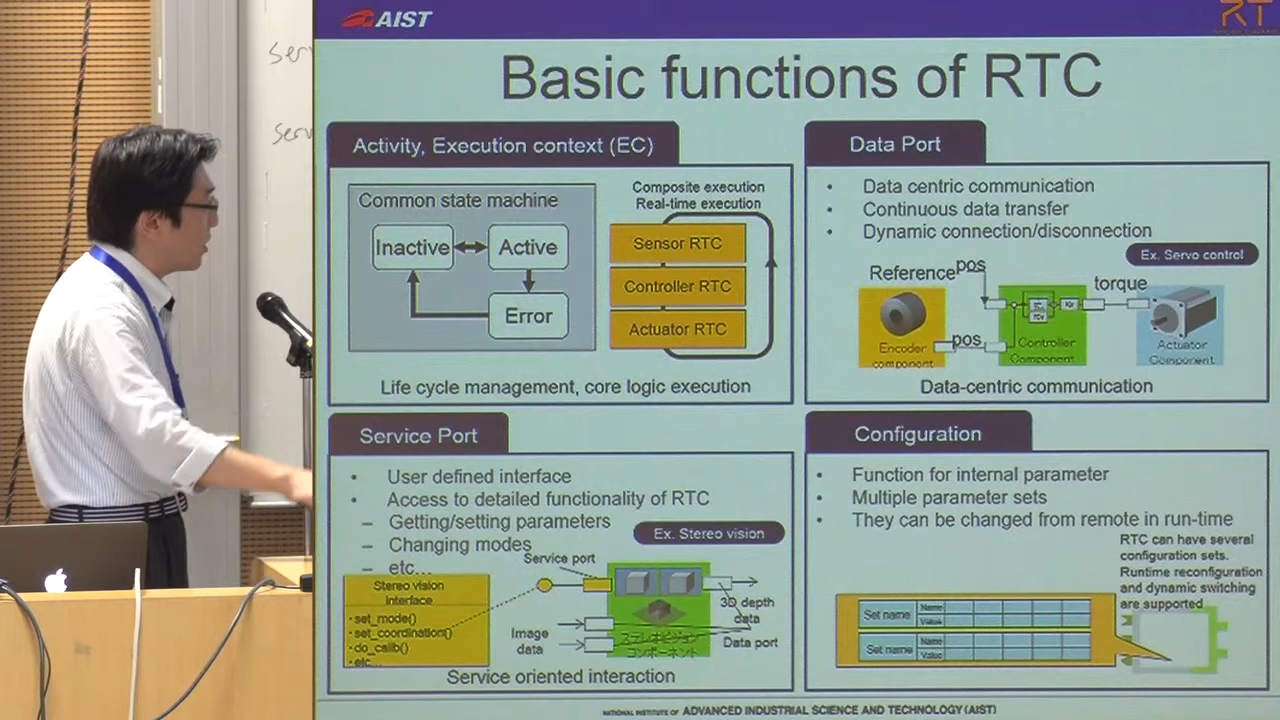 AIST
RT
Basic functions of RTC
Activity, Execution context (EC)
Common state machine
Inactive
Active
Error
Composite execution
Real-time execution
Sensor RTC
Controller RTC
Actuator RTC
Life cycle management, core logic execution
Data Port
• Data centric communication
• Continuous data transfer
• Dynamic connection/disconnection
Ex. Servo control
Reference
pos
torque
Encoder
component
pos
Controller
Component
Actuator
Component
Data-centric communication
Service Port
• User defined interface
• Access to detailed functionality of RTC
– Getting/setting parameters
– Changing modes
– etc…
Ex. Stereo vision
Service port
Stereo vision
interface
・set_mode()
・set_coordination()
・do_calib()
・etc…
Image
data
3D depth
data
Data port
ステレオビジョン
コンポーネント
Service oriented interaction
Configuration
• Function for internal parameter
• Multiple parameter sets
• They can be changed from remote in run-time
RTC can have several
configuration sets.
Runtime reconfiguration
and dynamic switching
are supported
Set name
Name
Value
Set name
Name
Value
NATIONAL INSTITUTE OF ADVANCED INDUSTRIAL SCIENCE AND TECHNOLOGY (AIST)